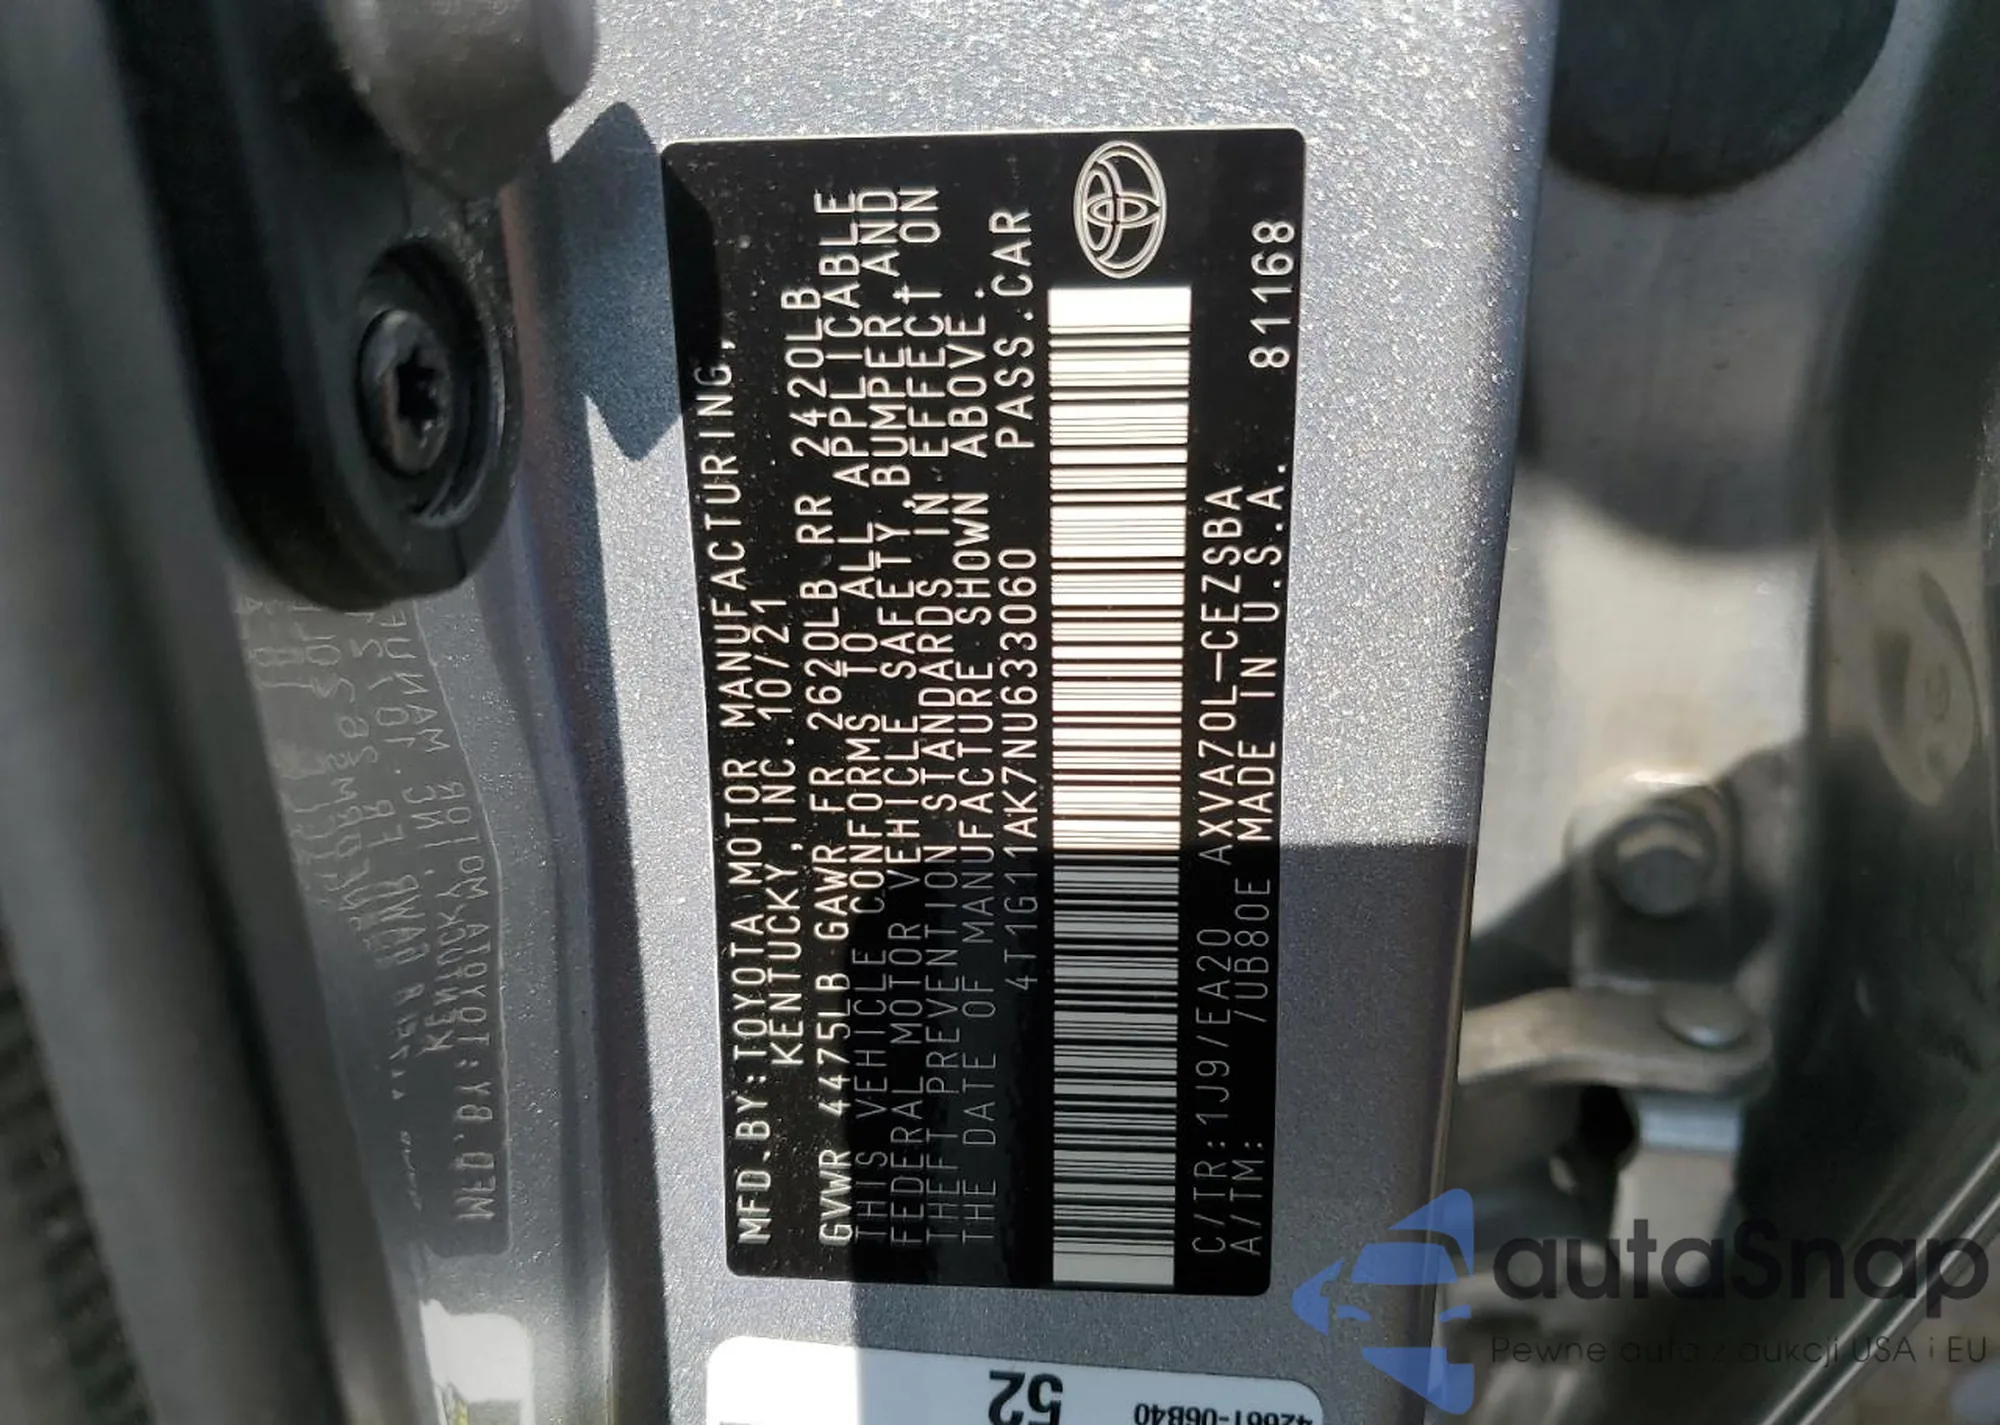 MFD.BY:TOYOTA MOTOR MANUFACTURING,
KENTUCKY, INC. 10/21
GVWR 4475LB GAWR FR 2620LB RR 2420LB
THIS VEHICLE CONFORMS TO ALL APPLICABLE
FEDERAL MOTOR VEHICLE SAFETY,BUMPER,AND
THEFT PREVENTION STANDARDS IN EFFECT ON
THE DATE OF MANUFACTURE SHOWN ABOVE.
4T1G11AK7NU633060 PASS.CAR
C/TR:1J9/EA20 AXVA70L-CEZSBA
A/TM: /UB80E MADE IN U.S.A. 81168
52
42661-06B40
autaSnap
Pewne auta z aukcji USA i EU